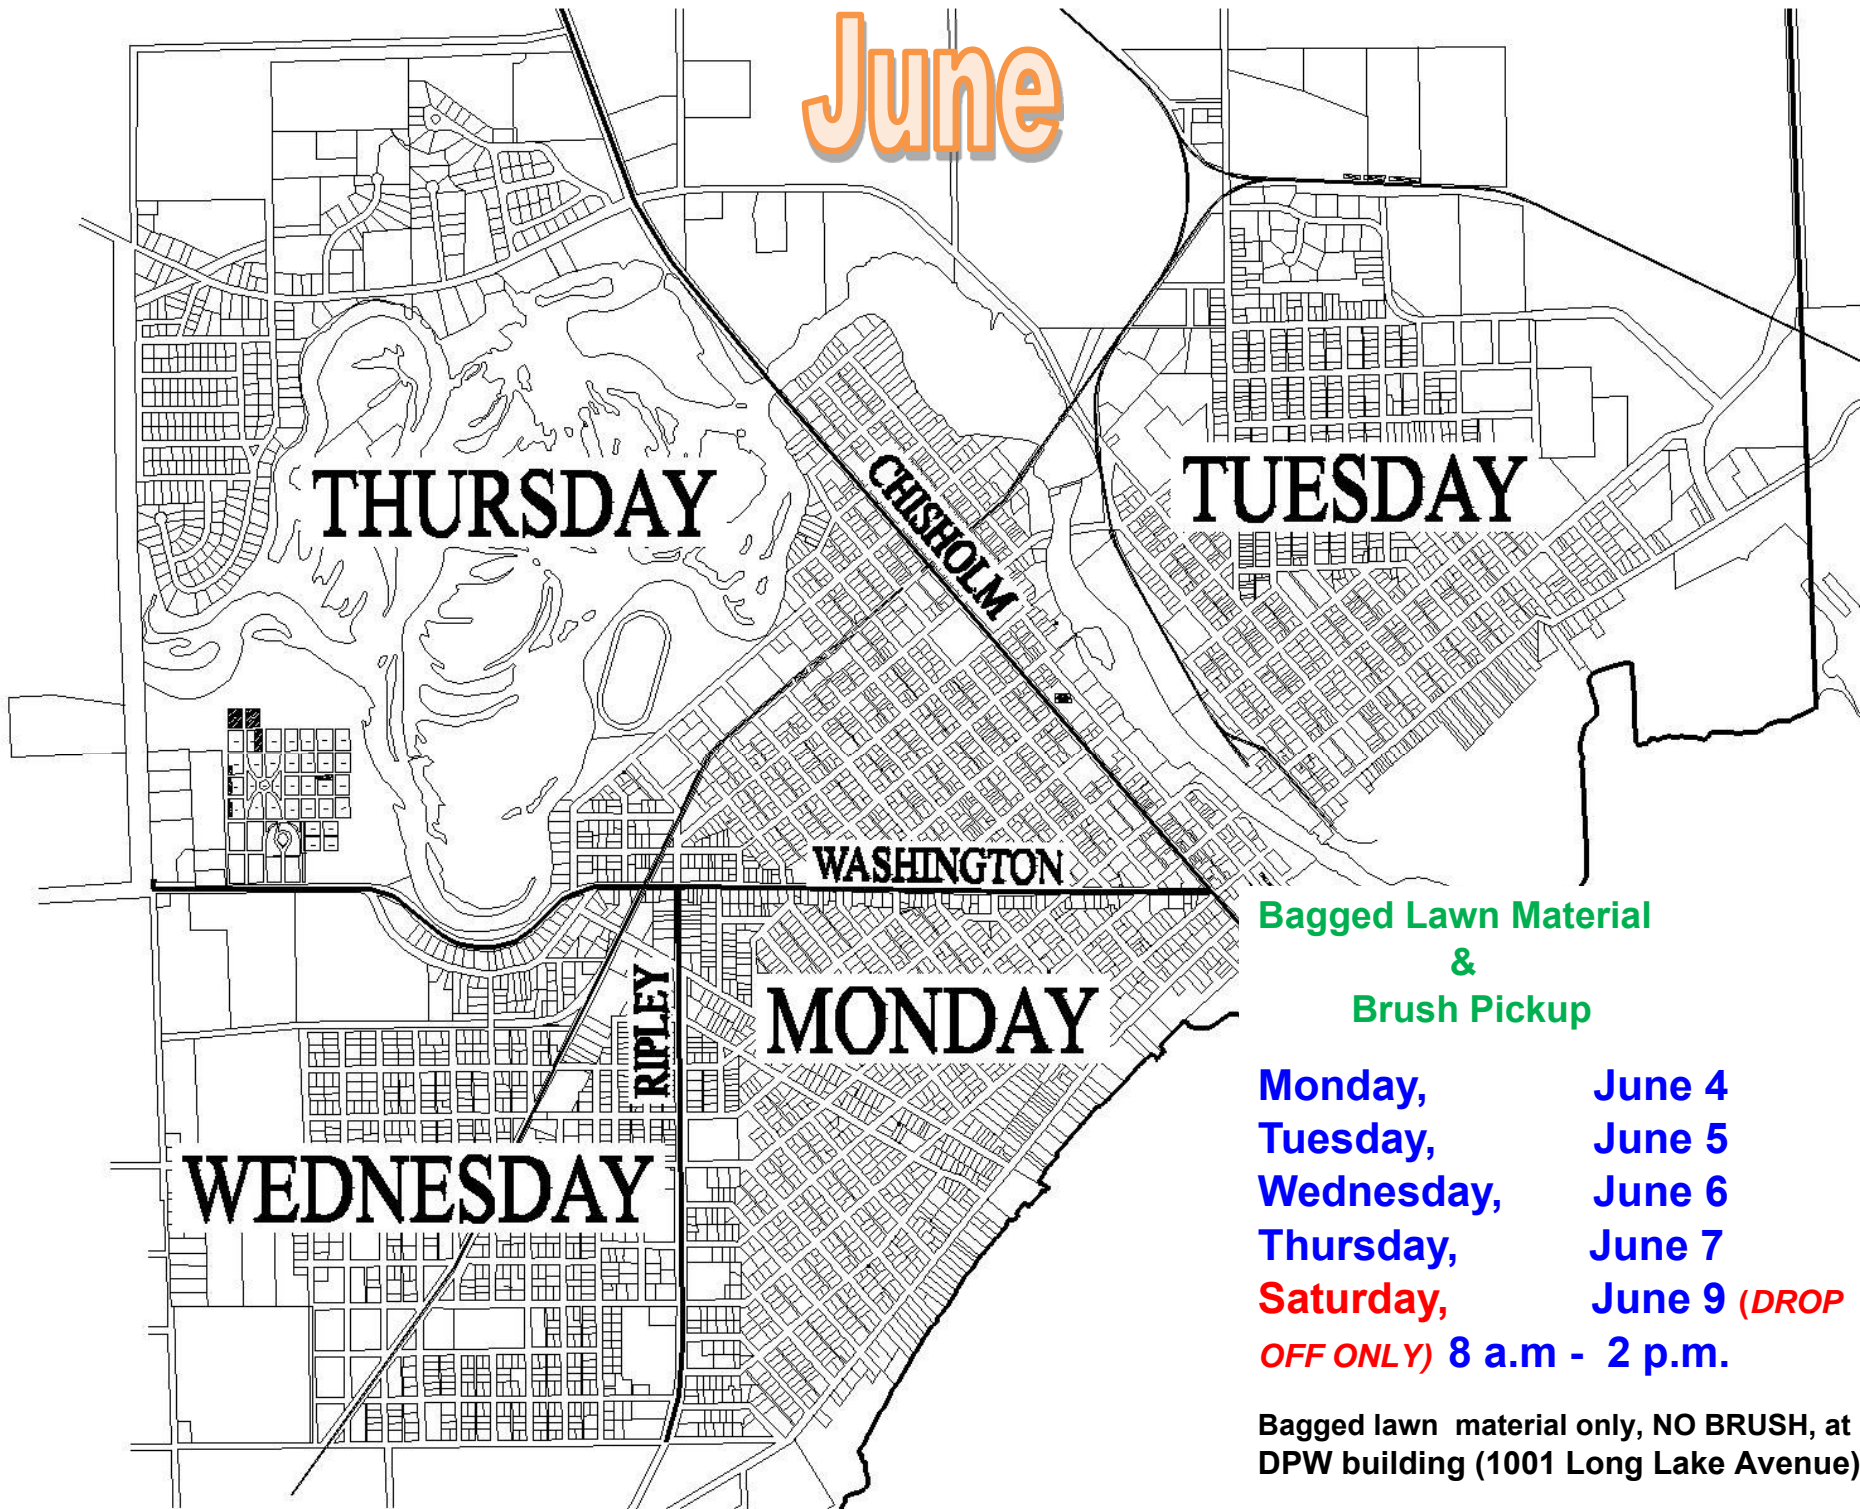 June
THURSDAY
CHISHOLM
TUESDAY
WASHINGTON
RIPLEY
MONDAY
WEDNESDAY
Bagged Lawn Material
&
Brush Pickup
Monday, June 4
Tuesday, June 5
Wednesday, June 6
Thursday, June 7
Saturday, June 9 (DROP
OFF ONLY) 8 a.m - 2 p.m.
Bagged lawn material only, NO BRUSH, at
DPW building (1001 Long Lake Avenue)